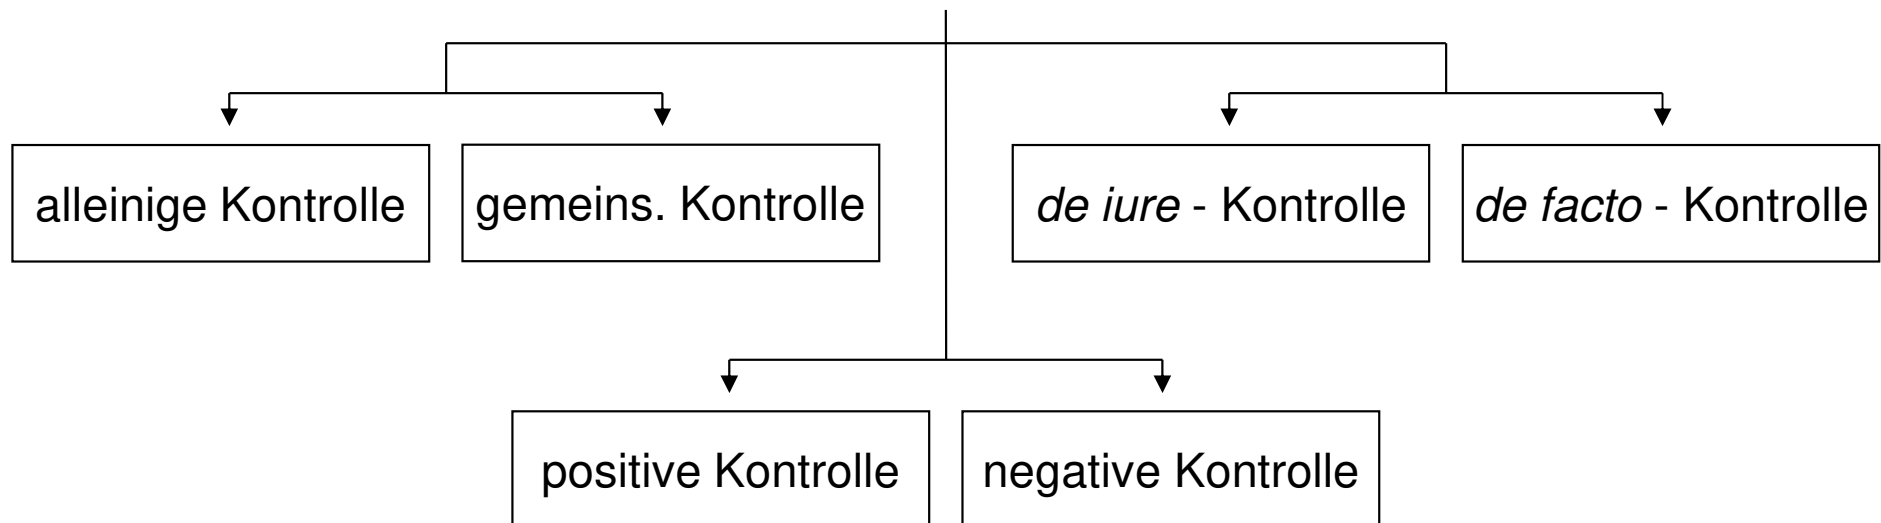 alleinige Kontrolle
gemeins. Kontrolle
de iure - Kontrolle
de facto - Kontrolle
positive Kontrolle
negative Kontrolle